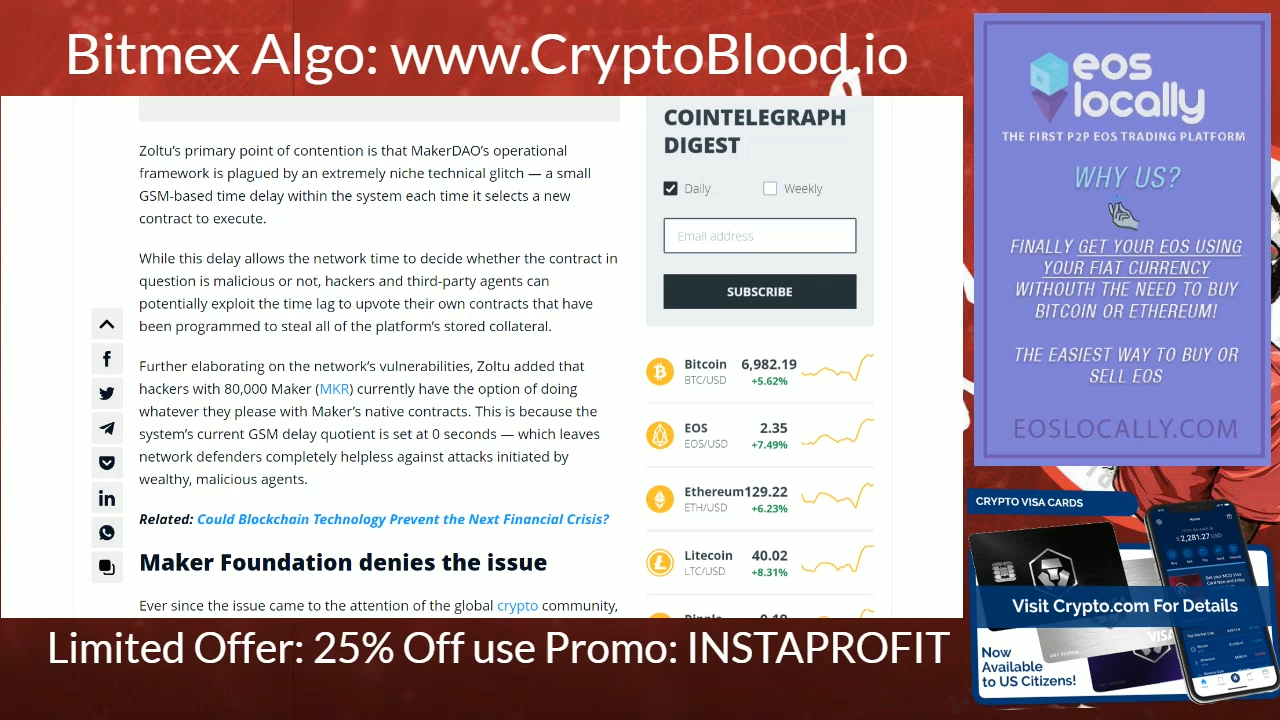 Bitmex Algo: www.CryptoBlood.io
Zoltu's primary point of contention is that MakerDAO's operational
framework is plagued by an extremely niche technical glitch — a small
GSM-based time delay within the system each time it selects a new
contract to execute.
While this delay allows the network time to decide whether the contract in
question is malicious or not, hackers and third-party agents can
potentially exploit the time lag to upvote their own contracts that have
been programmed to steal all of the platform's stored collateral.
Further elaborating on the network's vulnerabilities, Zoltu added that
hackers with 80,000 Maker (MKR) currently have the option of doing
whatever they please with Maker's native contracts. This is because the
system's current GSM delay quotient is set at 0 seconds — which leaves
network defenders completely helpless against attacks initiated by
wealthy, malicious agents.
Related: Could Blockchain Technology Prevent the Next Financial Crisis?
Maker Foundation denies the issue
Ever since the issue came to the attention of the global crypto community,
COINTELEGRAPH
DIGEST
Daily Weekly
Email address
SUBSCRIBE
Bitcoin 6,982.19
BTC/USD +5.62%
EOS 2.35
EOS/USD +7.49%
Ethereum 129.22
ETH/USD +6.23%
Litecoin 40.02
LTC/USD +8.31%
eos
locally
THE FIRST P2P EOS TRADING PLATFORM
WHY US?
FINALLY GET YOUR EOS USING
YOUR FIAT CURRENCY
WITHOUTH THE NEED TO BUY
BITCOIN OR ETHEREUM!
THE EASIEST WAY TO BUY OR
SELL EOS
EOSLOCALLY.COM
CRYPTO VISA CARDS
$2,281.27 USD
Visit Crypto.com For Details
VISA
Now
Available
to US Citizens!
Limited Offer: 25% Off use Promo: INSTAPROFIT